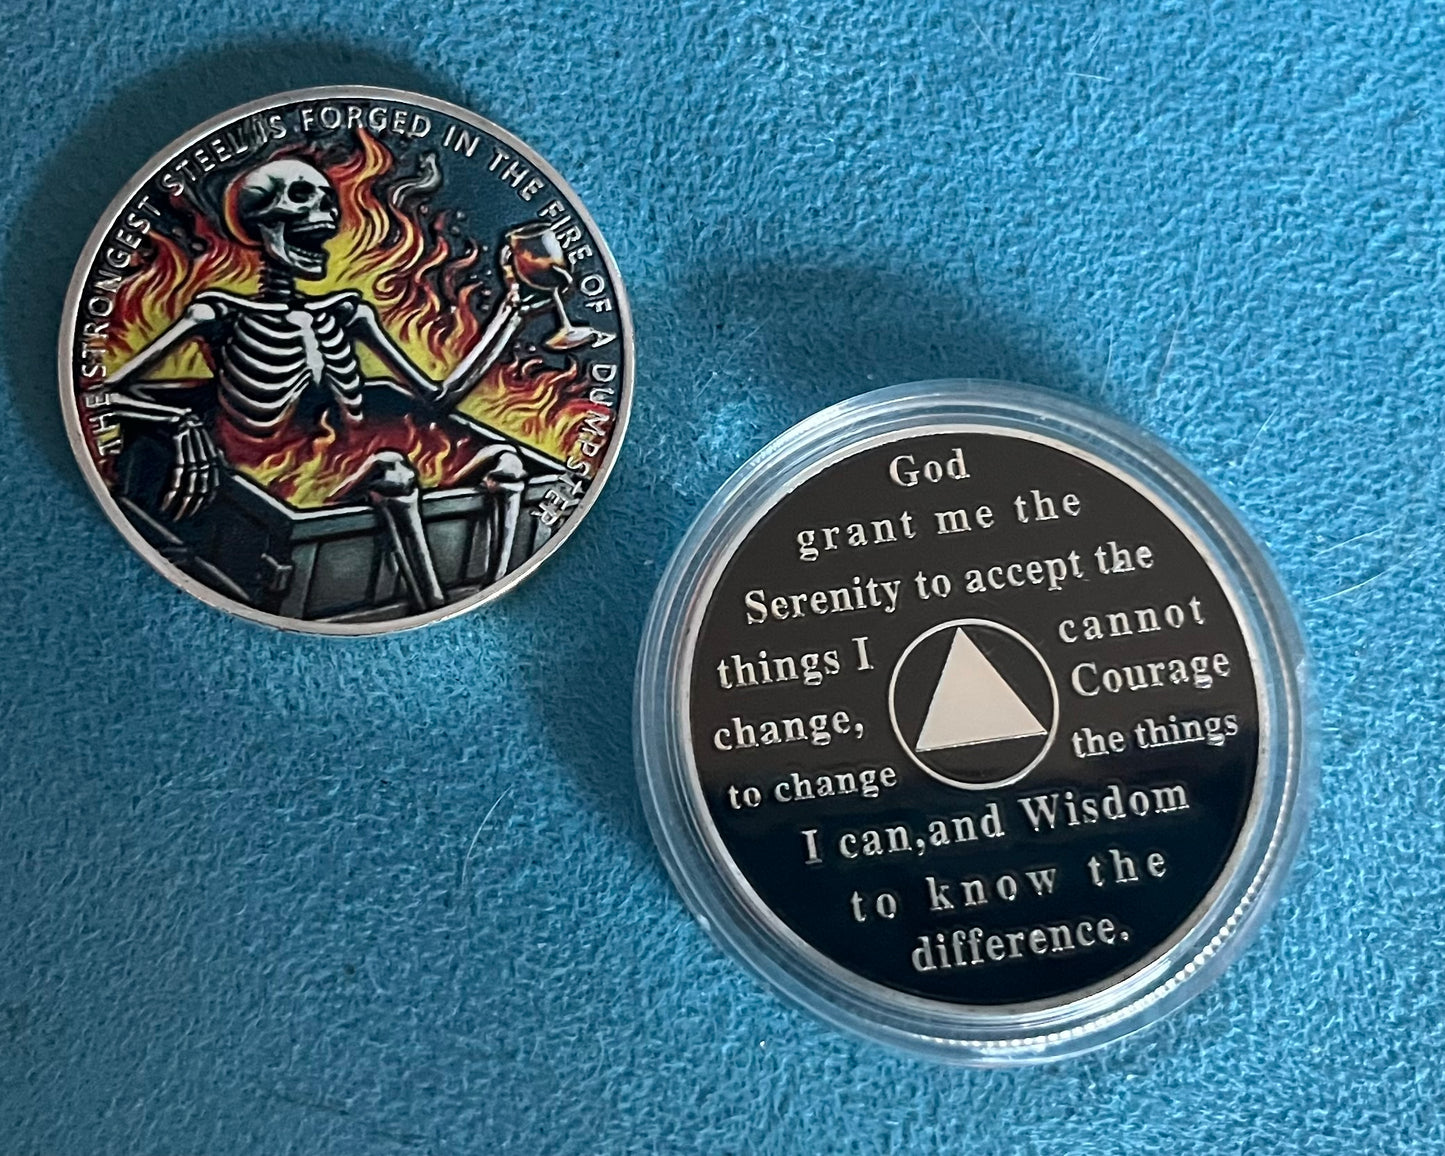 THE STRONGEST STEEL IS FORGED IN THE FIRE OF A DUMPSTER
God
grant me the
Serenity to accept the
things I cannot
change, Courage
to change the things
I can,and Wisdom
to know the
difference.